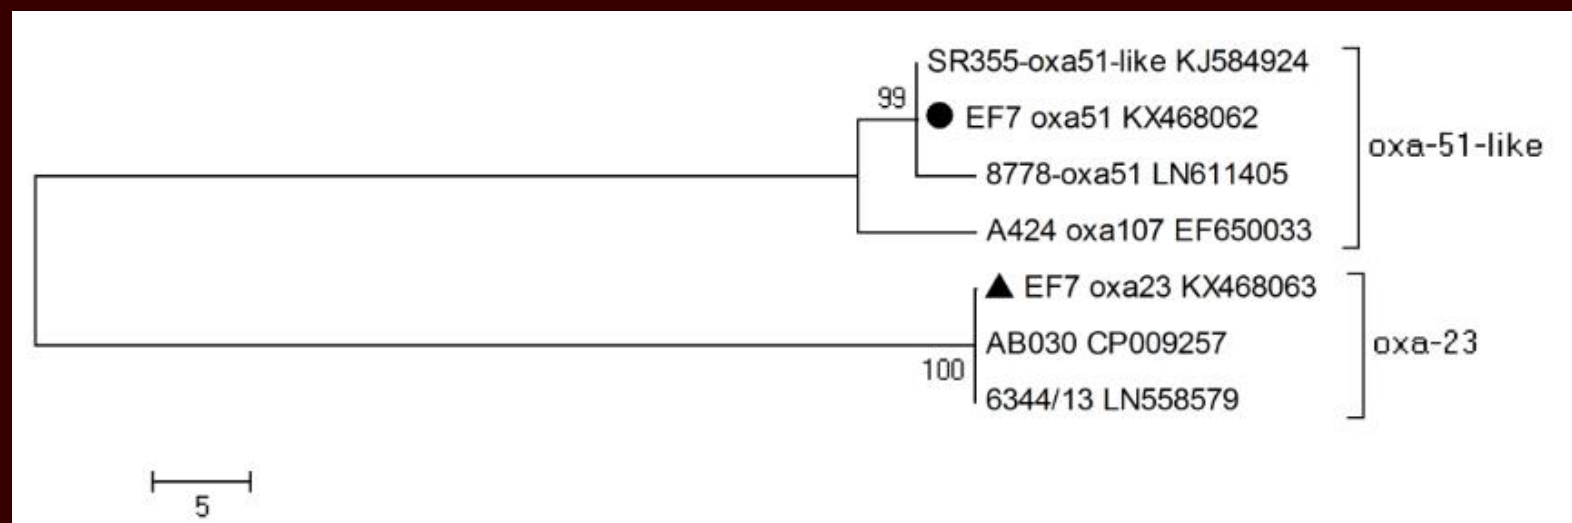 SR355-oxa51-like KJ584924
99
EF7 oxa51 KX468062
oxa-51-like
8778-oxa51 LN611405
A424 oxa107 EF650033
EF7 oxa23 KX468063
AB030 CP009257
oxa-23
100
6344/13 LN558579
5